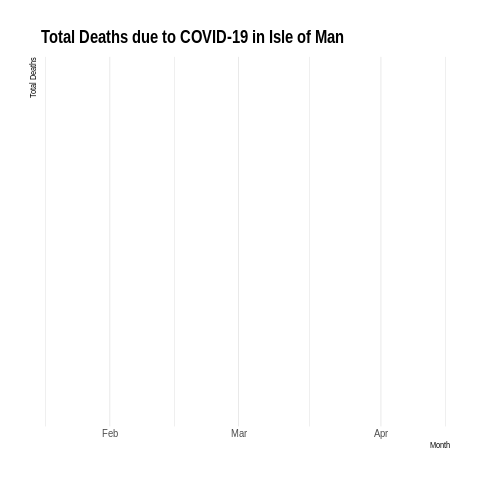 Total Deaths due to COVID-19 in Isle of Man
Total Deaths
Feb Mar Apr
Month